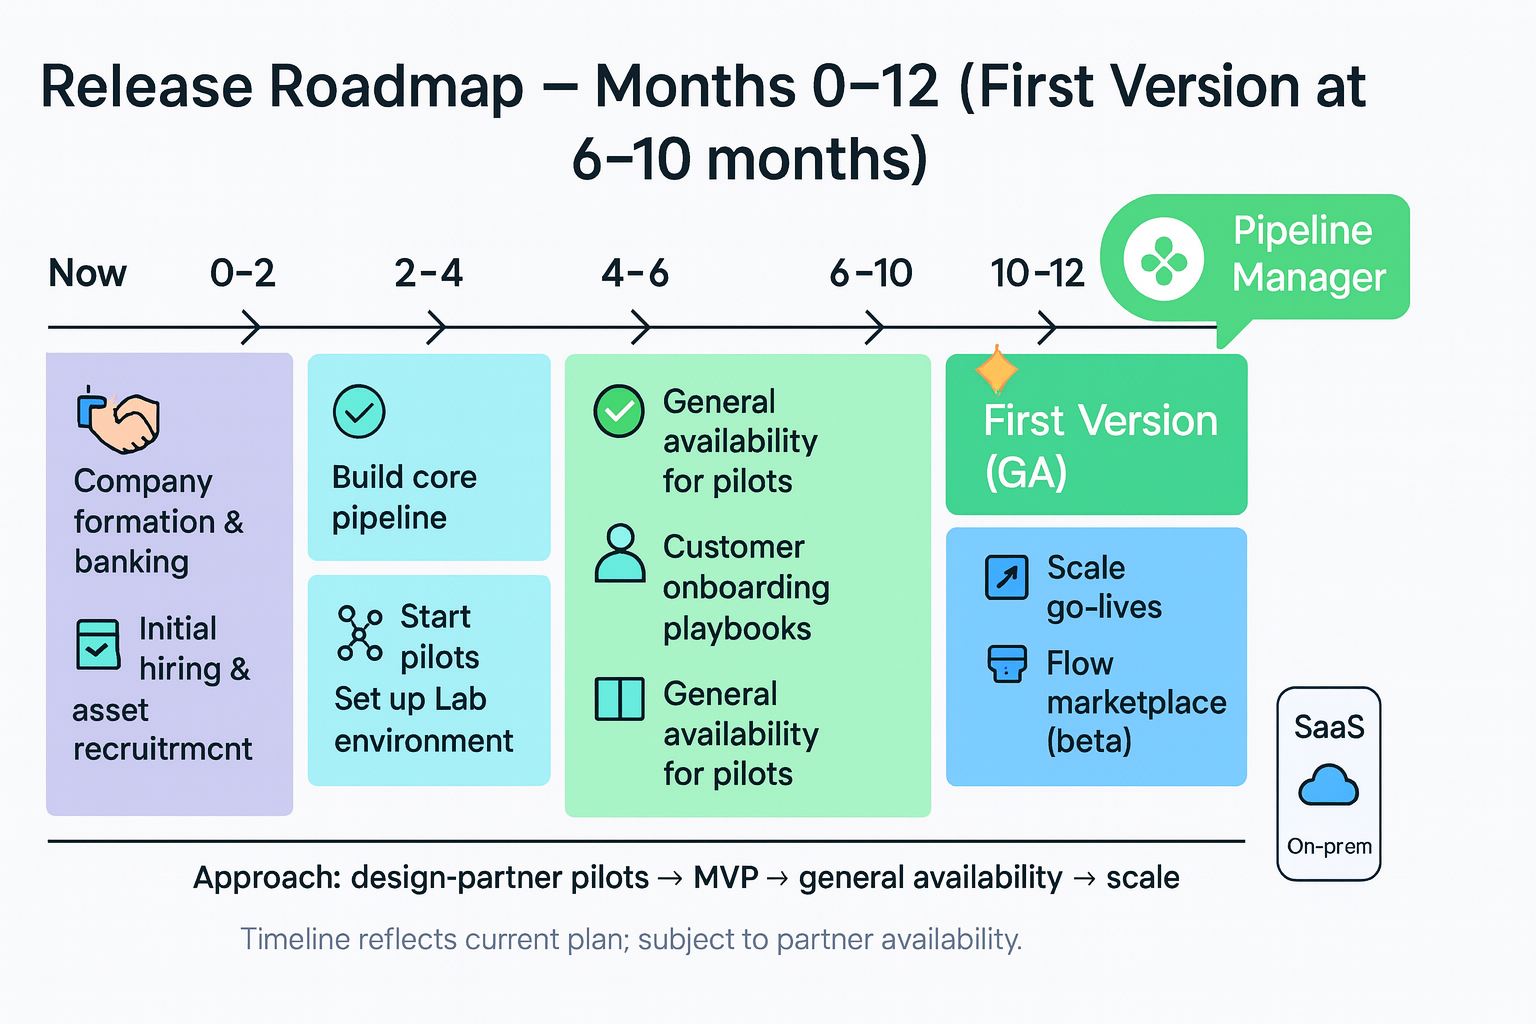 Release Roadmap – Months 0–12 (First Version at
6–10 months)
Pipeline
Manager
Now 0–2 2–4 4–6 6–10 10–12
Company
formation &
banking
Initial
hiring &
asset
recruitrmcnt
Build core
pipeline
Start
pilots
Set up Lab
environment
General
availability
for pilots
Customer
onboarding
playbooks
General
availability
for pilots
First Version
(GA)
Scale
go-lives
Flow
marketplace
(beta)
SaaS
On-prem
Approach: design-partner pilots → MVP → general availability → scale
Timeline reflects current plan; subject to partner availability.